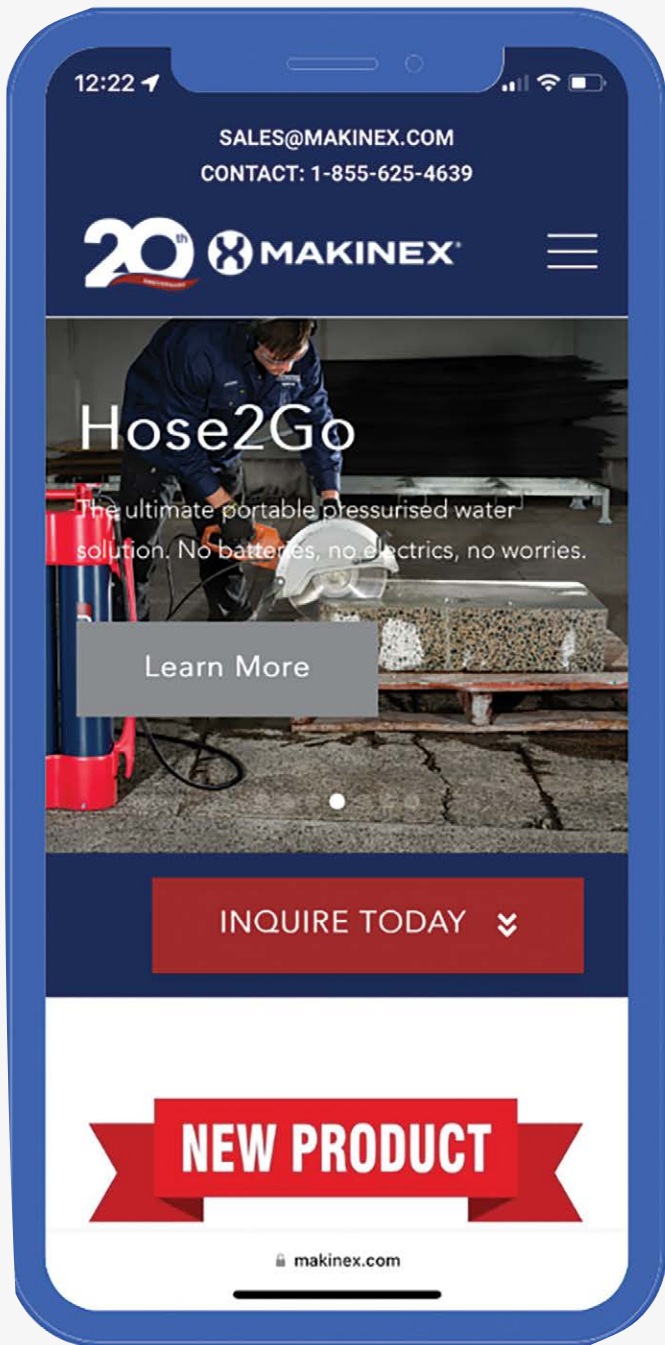 12:22
SALES@MAKINEX.COM
CONTACT: 1-855-625-4639
20th MAKINEX®
ANNIVERSARY
Hose2Go
The ultimate portable pressurised water
solution. No batteries, no electrics, no worries.
Learn More
INQUIRE TODAY
NEW PRODUCT
makinex.com